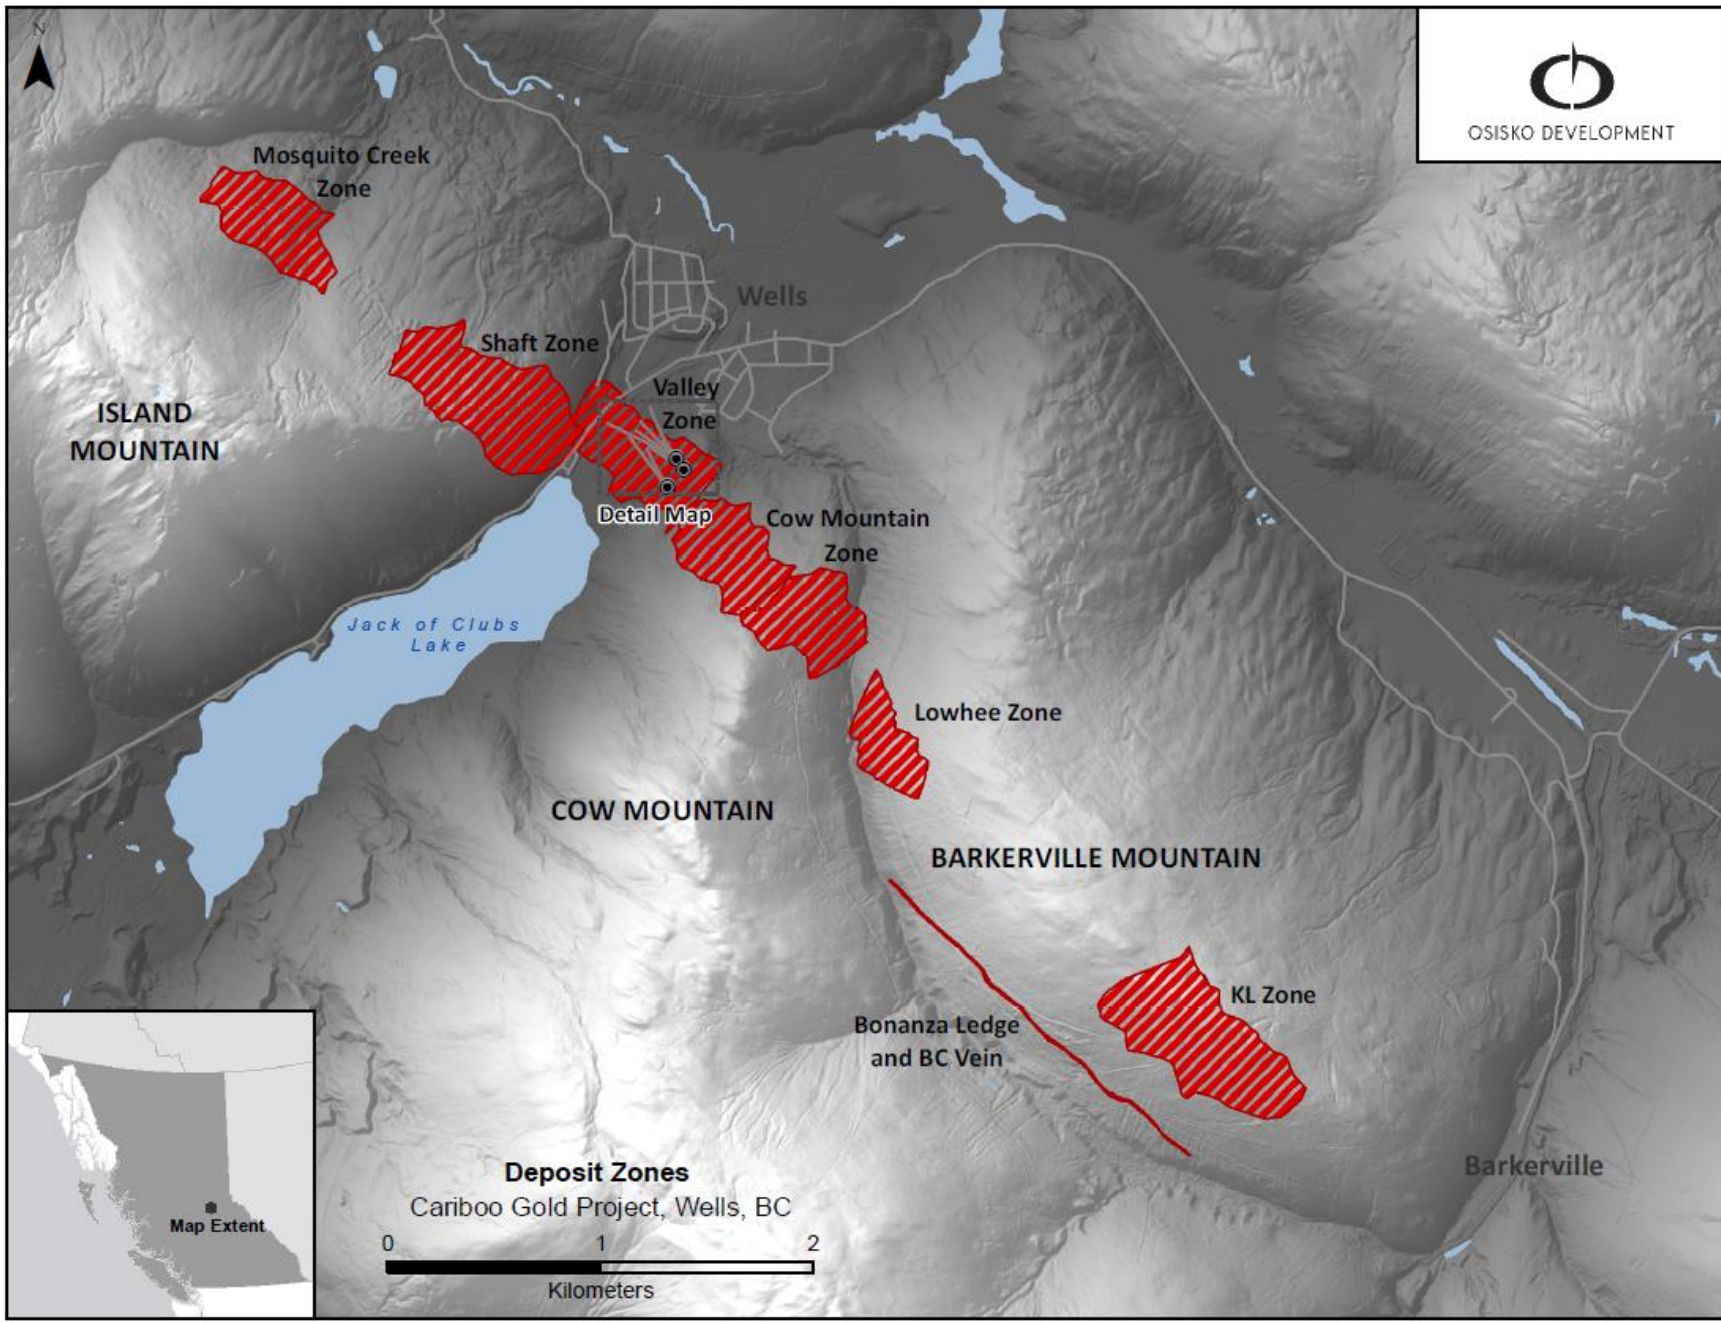 N
OSISKO DEVELOPMENT
Mosquito Creek
Zone
Wells
Shaft Zone
Valley
Zone
ISLAND
MOUNTAIN
Detail Map
Cow Mountain
Zone
Jack of Clubs
Lake
Lowhee Zone
COW MOUNTAIN
BARKERVILLE MOUNTAIN
KL Zone
Bonanza Ledge
and BC Vein
Barkerville
Map Extent
Deposit Zones
Cariboo Gold Project, Wells, BC
0 1 2
Kilometers